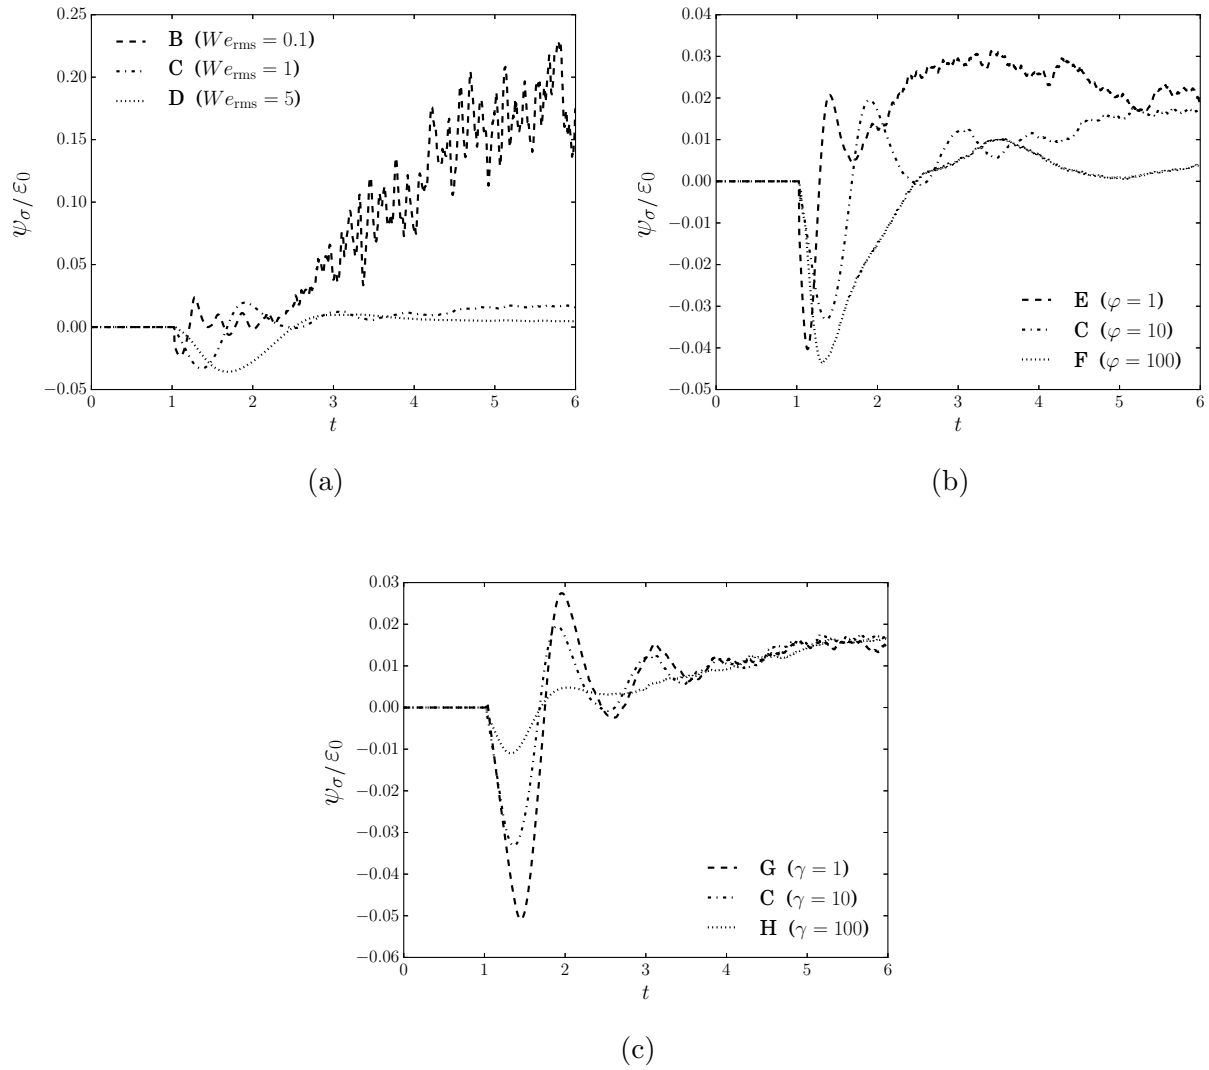 0.25
0.20
0.15
0.10
0.05
0.00
−0.05
ψσ/ε0
B (Werms = 0.1)
C (Werms = 1)
D (Werms = 5)
0 1 2 3 4 5 6
t
(a)
0.04
0.03
0.02
0.01
0.00
−0.01
−0.02
−0.03
−0.04
−0.05
ψσ/ε0
E (φ = 1)
C (φ = 10)
F (φ = 100)
0 1 2 3 4 5 6
t
(b)
0.03
0.02
0.01
0.00
−0.01
−0.02
−0.03
−0.04
−0.05
−0.06
ψσ/ε0
G (γ = 1)
C (γ = 10)
H (γ = 100)
0 1 2 3 4 5 6
t
(c)